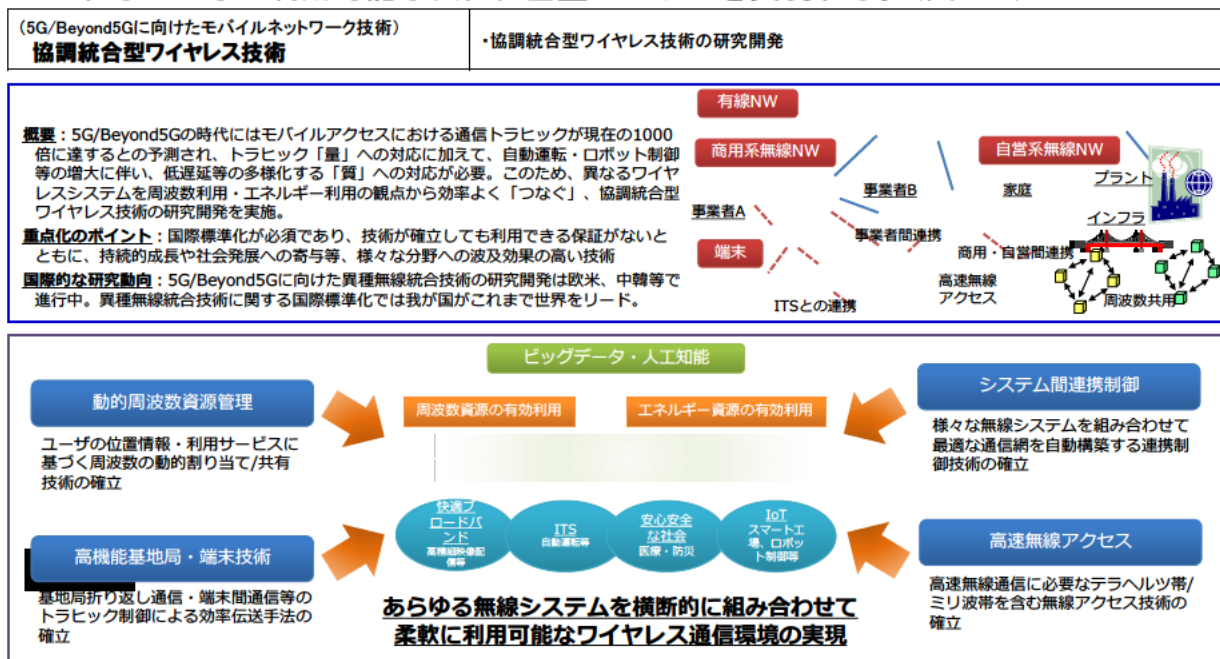 (5G/Beyond5Gに向けたモバイルネットワーク技術)
協調統合型ワイヤレス技術
・協調統合型ワイヤレス技術の研究開発
概要：5G/Beyond5Gの時代にはモバイルアクセスにおける通信トラヒックが現在の1000
倍に達するとの予測され、トラヒック「量」への対応に加えて、自動運転・ロボット制御
等の増大に伴い、低遅延等の多様化する「質」への対応が必要。このため、異なるワイヤ
レスシステムを周波数利用・エネルギー利用の観点から効率よく「つなぐ」、協調統合型
ワイヤレス技術の研究開発を実施。
重点化のポイント：国際標準化が必須であり、技術が確立しても利用できる保証がないと
ともに、持続的成長や社会発展への寄与等、様々な分野への波及効果の高い技術
国際的な研究動向：5G/Beyond5Gに向けた異種無線統合技術の研究開発は欧米、中韓等で
進行中。異種無線統合技術に関する国際標準化では我が国がこれまで世界をリード。
有線NW
商用系無線NW
自営系無線NW
事業者A
事業者B
家庭
プラント
インフラ
端末
事業者間連携
商用・自営間連携
ITSとの連携
高速無線
アクセス
周波数共用
ビッグデータ・人工知能
動的周波数資源管理
ユーザの位置情報・利用サービスに
基づく周波数の動的割り当て/共有
技術の確立
周波数資源の有効利用
エネルギー資源の有効利用
システム間連携制御
様々な無線システムを組み合わせて
最適な通信網を自動構築する連携制
御技術の確立
快適ブ
ロードバ
ンド
高精細映像配
信等
ITS
自動運転等
安心安全
な社会
医療・防災
IoT
スマートエ
場、ロボッ
ト制御等
高機能基地局・端末技術
基地局折り返し通信・端末間通信等の
トラヒック制御による効率伝送手法の
確立
高速無線アクセス
高速無線通信に必要なテラヘルツ帯/
ミリ波帯を含む無線アクセス技術の
確立
あらゆる無線システムを横断的に組み合わせて
柔軟に利用可能なワイヤレス通信環境の実現